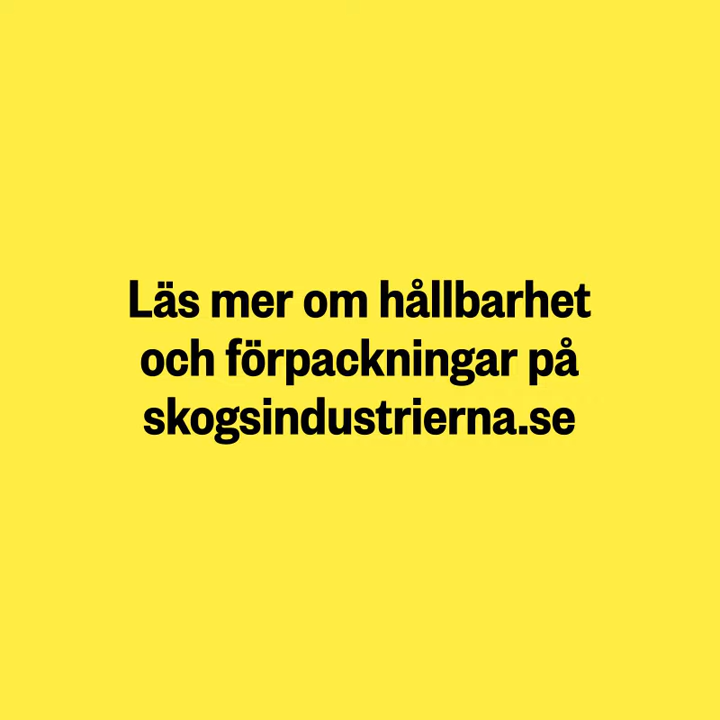 Läs mer om hållbarhet
och förpackningar på
skogsindustrierna.se